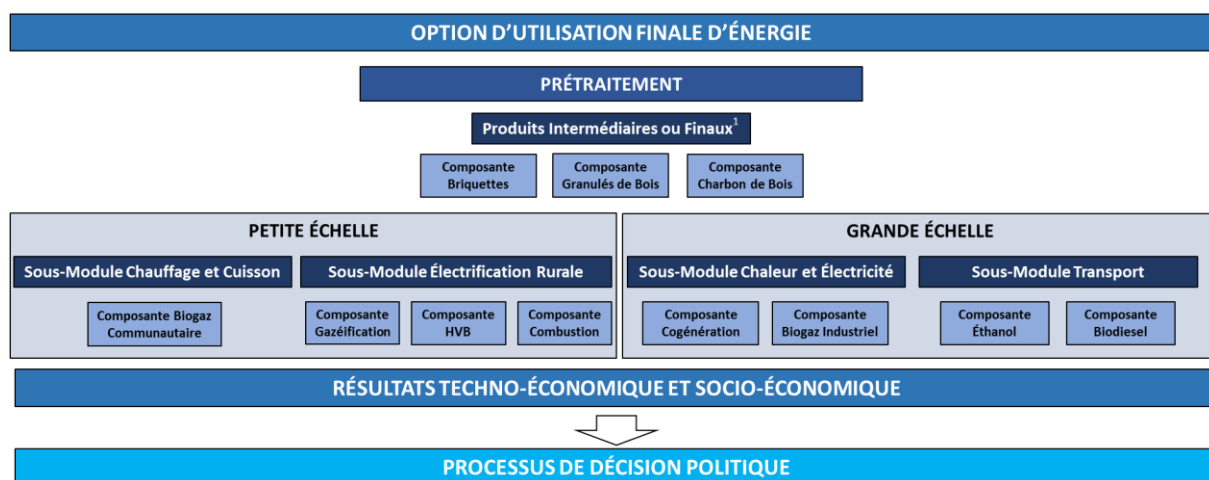 OPTION D'UTILISATION FINALE D'ÉNERGIE
PRÉTRAITEMENT
Produits Intermédiaires ou Finaux¹
Composante
Briquettes
Composante
Granulés de Bois
Composante
Charbon de Bois
PETITE ÉCHELLE
Sous-Module Chauffage et Cuisson
Composante Biogaz
Communautaire
Sous-Module Électrification Rurale
Composante
Gazéification
Composante
HVB
Composante
Combustion
GRANDE ÉCHELLE
Sous-Module Chaleur et Électricité
Composante
Cogénération
Composante
Biogaz Industriel
Sous-Module Transport
Composante
Éthanol
Composante
Biodiesel
RÉSULTATS TECHNO-ÉCONOMIQUE ET SOCIO-ÉCONOMIQUE
PROCESSUS DE DÉCISION POLITIQUE